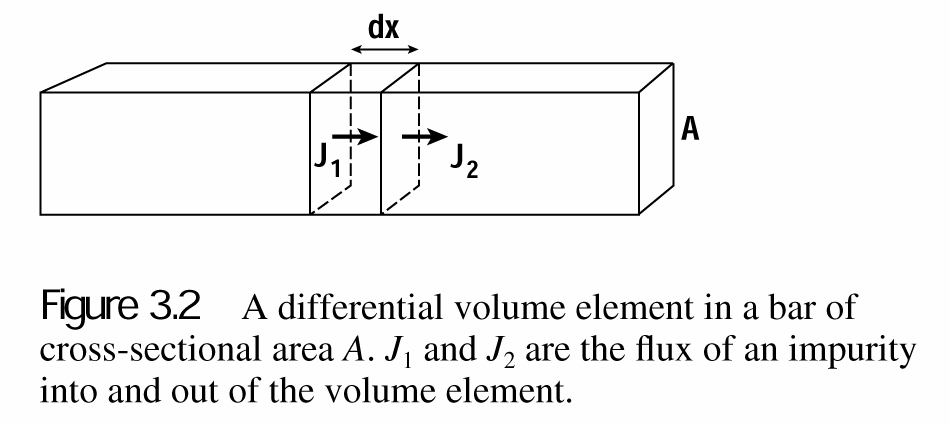 dx
A
J1
J2
Figure 3.2 A differential volume element in a bar of
cross-sectional area A. J1 and J2 are the flux of an impurity
into and out of the volume element.